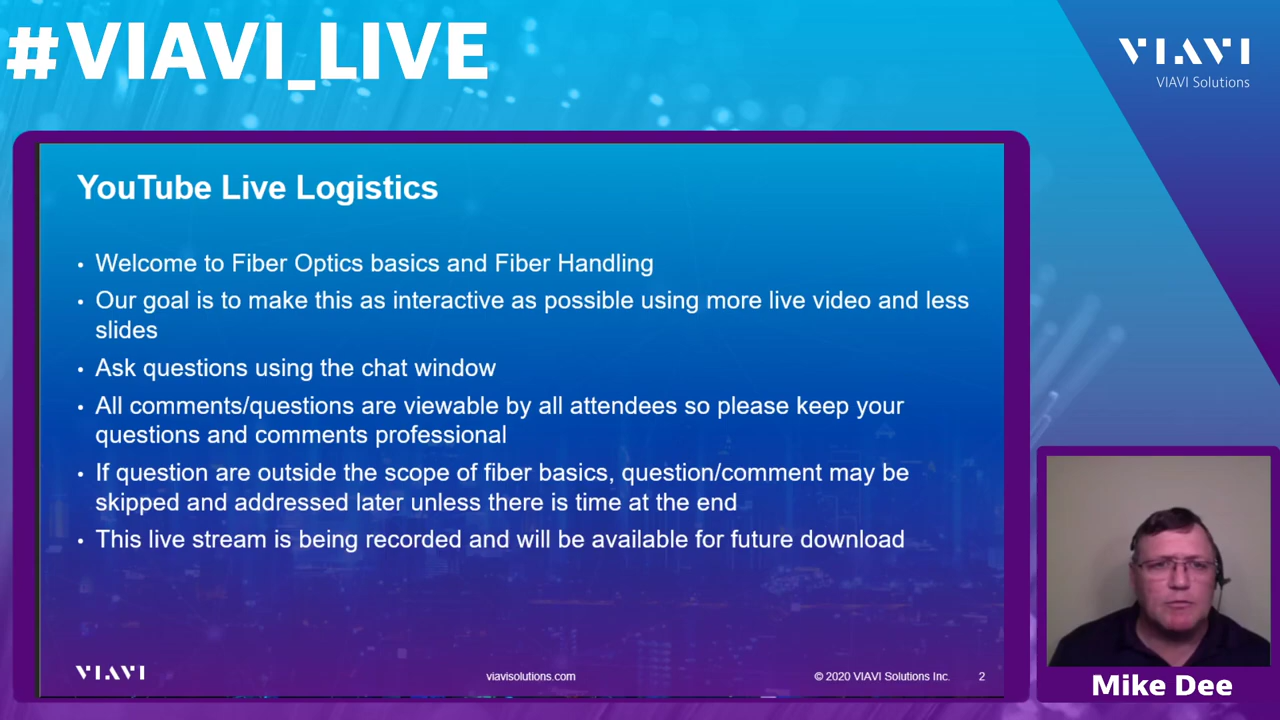 #VIAVI_LIVE
VIAVI
VIAVI Solutions
YouTube Live Logistics
• Welcome to Fiber Optics basics and Fiber Handling
• Our goal is to make this as interactive as possible using more live video and less
slides
• Ask questions using the chat window
• All comments/questions are viewable by all attendees so please keep your
questions and comments professional
• If question are outside the scope of fiber basics, question/comment may be
skipped and addressed later unless there is time at the end
• This live stream is being recorded and will be available for future download
VIAVI
viavisolutions.com
© 2020 VIAVI Solutions Inc.
2
Mike Dee